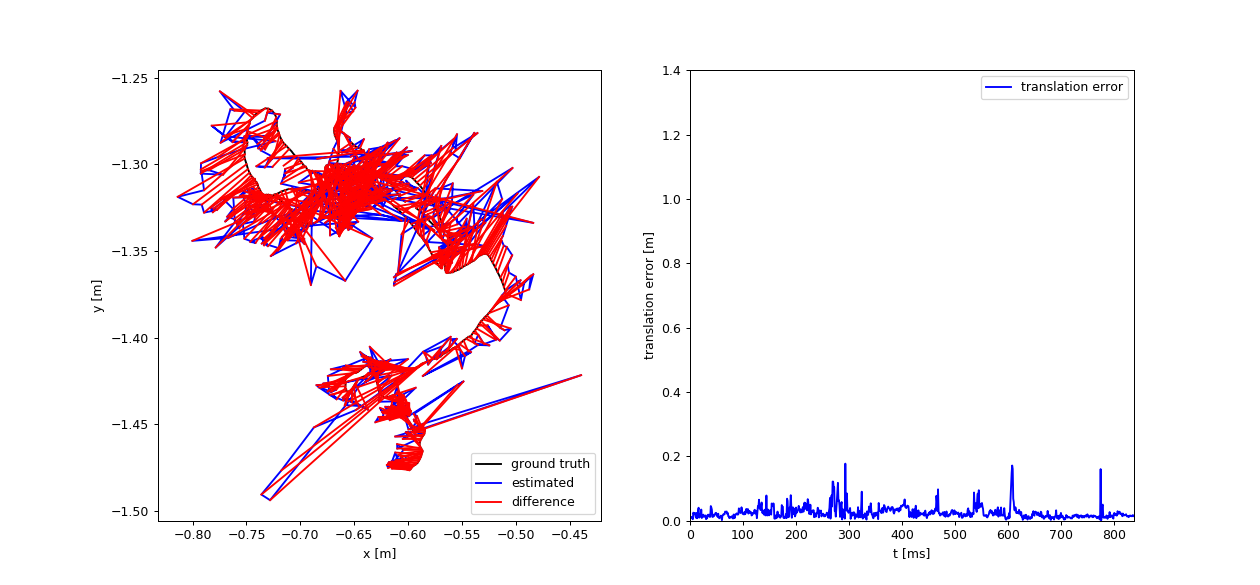 −1.25
−1.30
−1.35
−1.40
−1.45
−1.50
y [m]
−0.80 −0.75 −0.70 −0.65 −0.60 −0.55 −0.50 −0.45
x [m]
ground truth
estimated
difference
1.4
1.2
1.0
0.8
0.6
0.4
0.2
0.0
translation error [m]
0 100 200 300 400 500 600 700 800
t [ms]
translation error